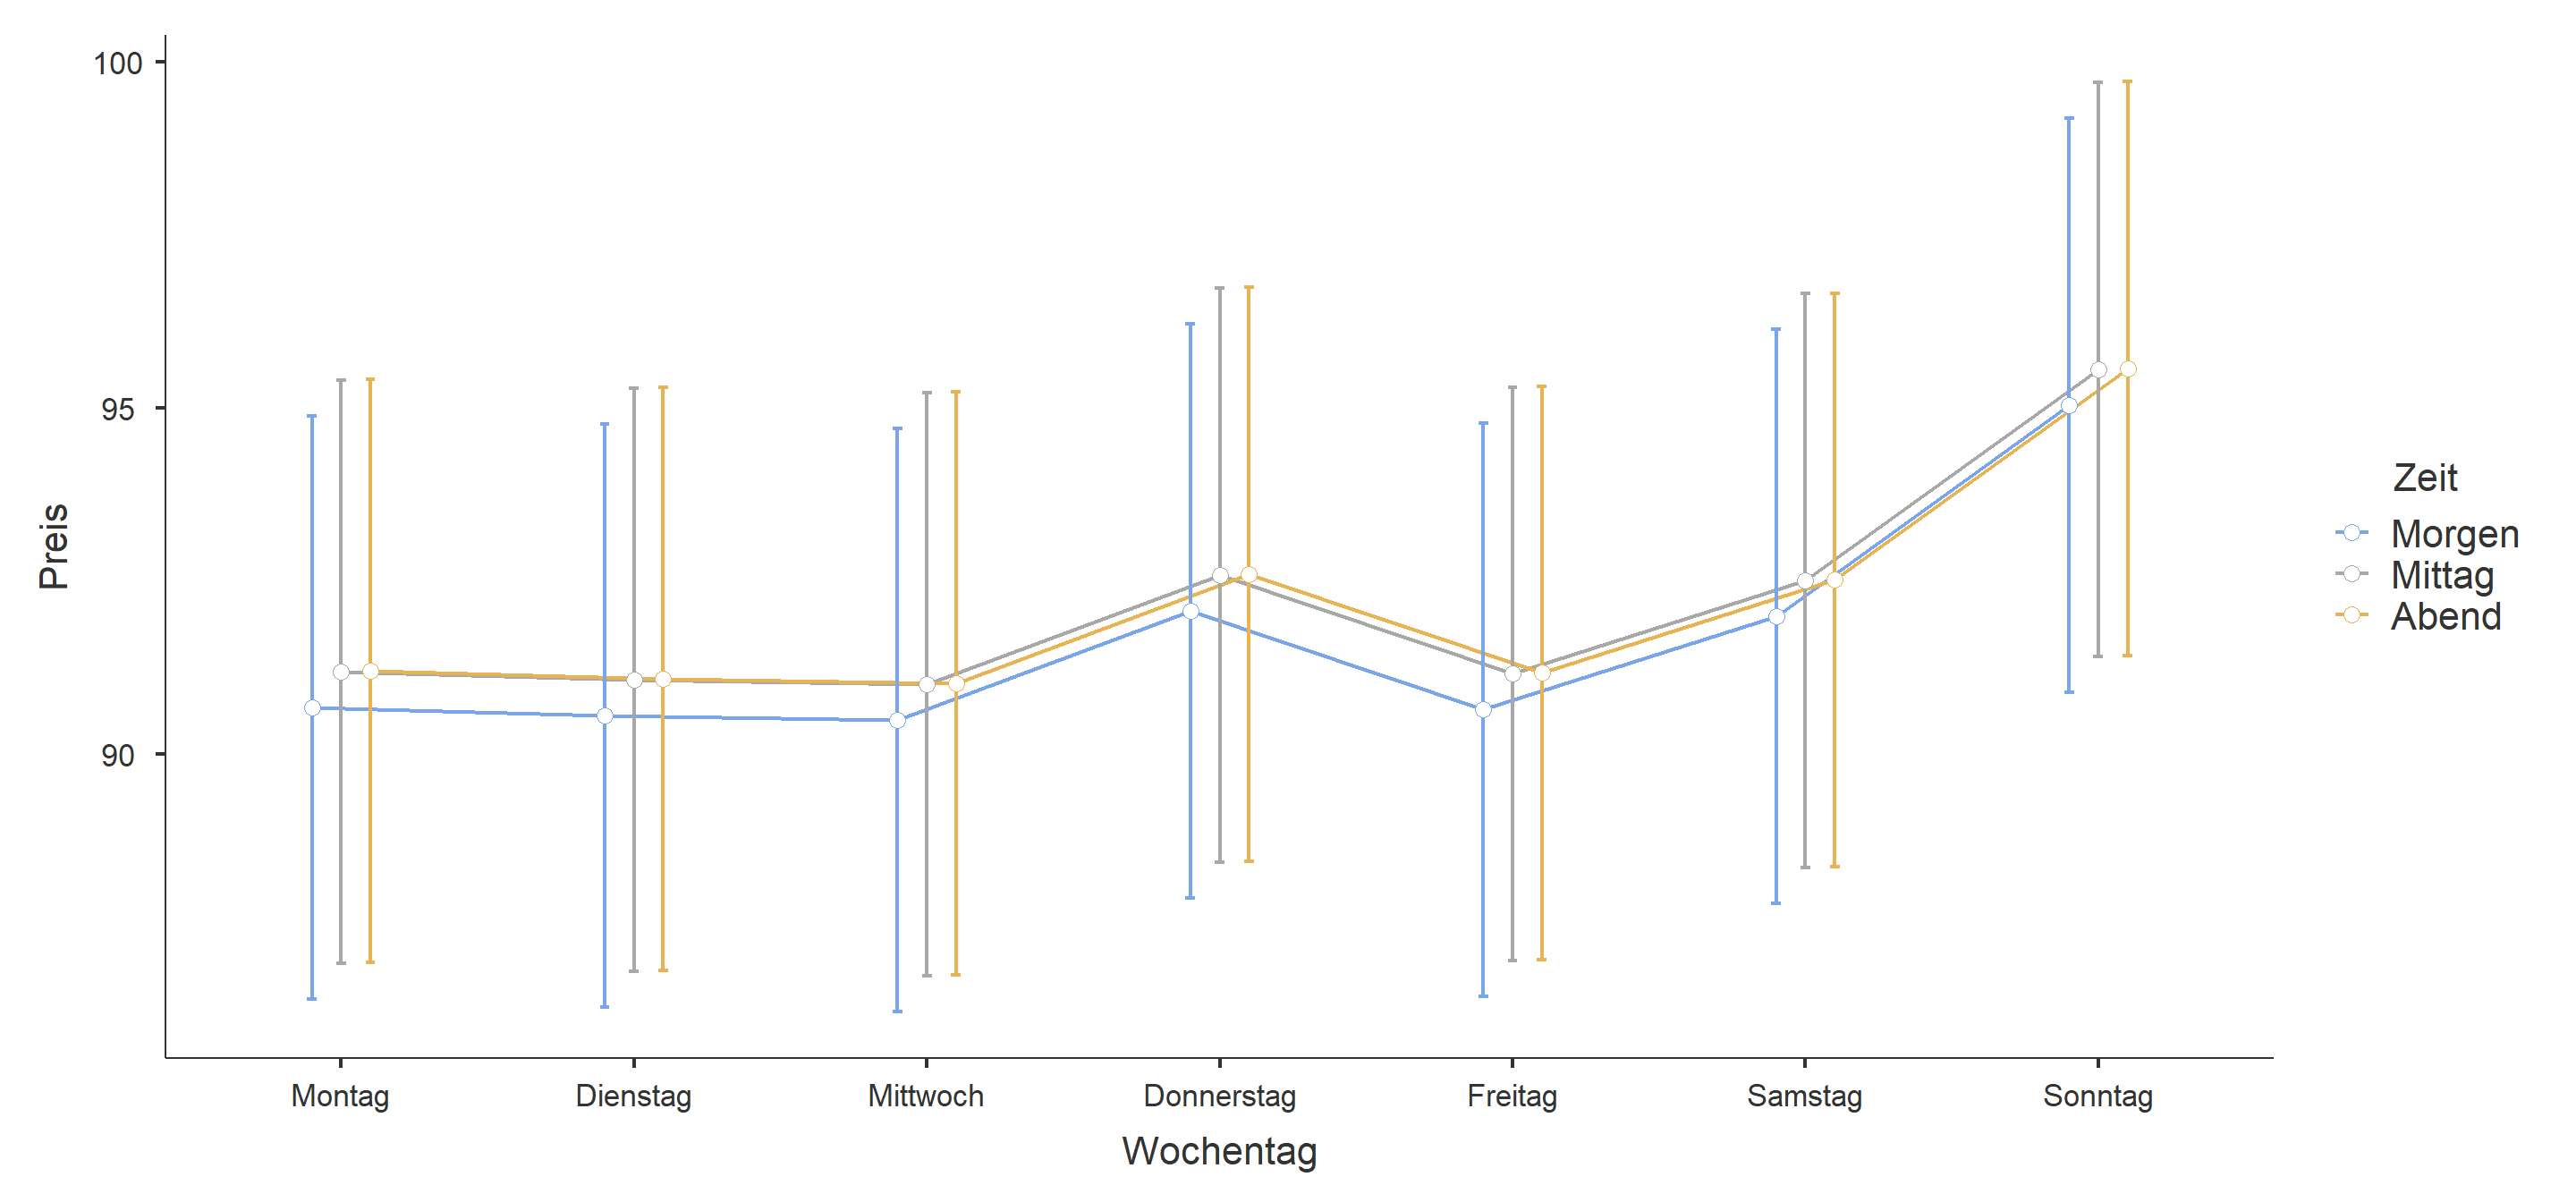 100
95
90
Preis
Montag Dienstag Mittwoch Donnerstag Freitag Samstag Sonntag
Wochentag
Zeit
Morgen
Mittag
Abend